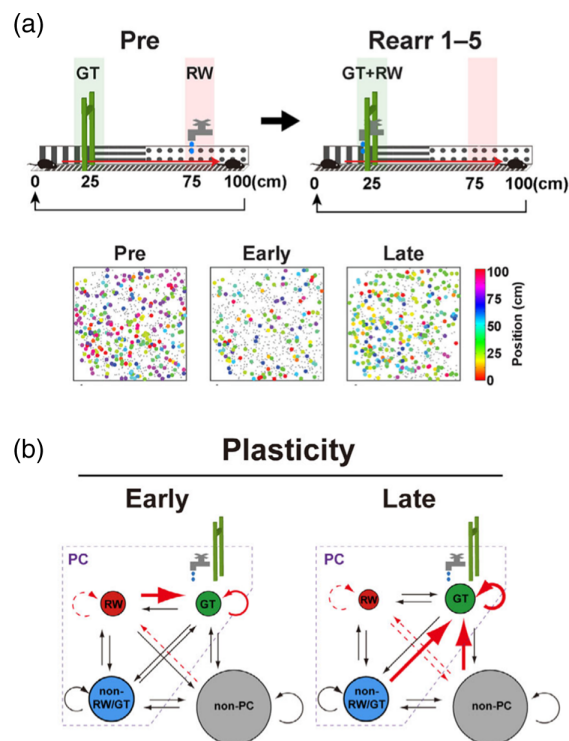 (a)
Pre
Rearr 1–5
GT
RW
GT+RW
0
25
75
100(cm)
0
25
75
100(cm)
Pre
Early
Late
100
75
50
25
0
Position (cm)
(b)
Plasticity
Early
Late
PC
RW
GT
non-
RW/GT
non-PC
PC
RW
GT
non-
RW/GT
non-PC